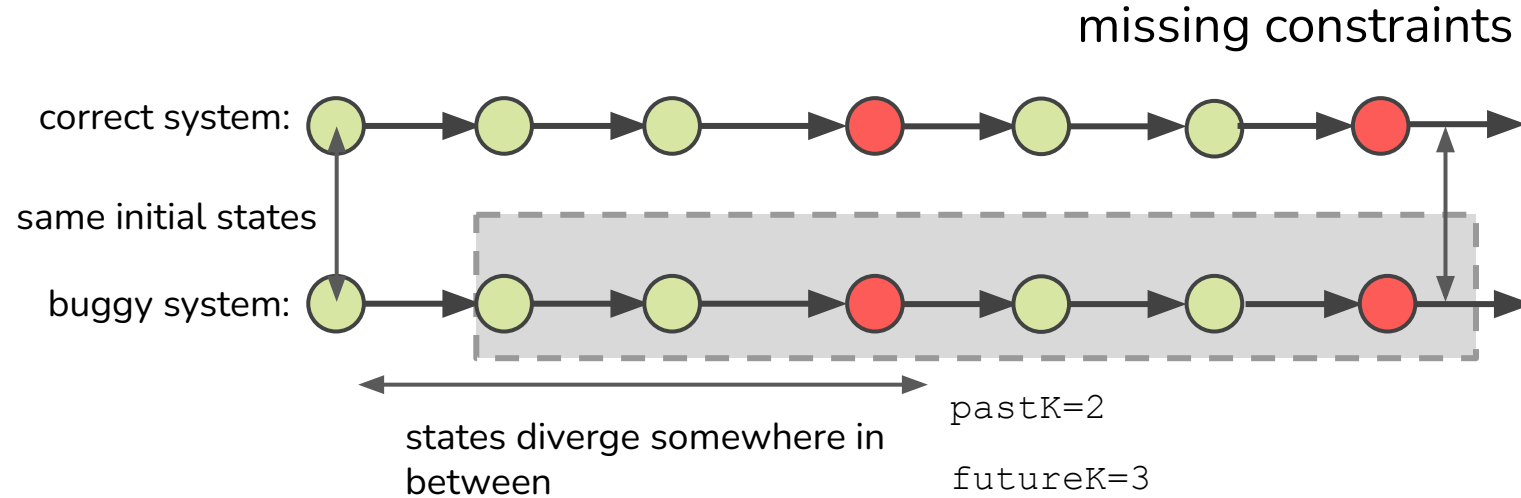 missing constraints
correct system:
same initial states
buggy system:
states diverge somewhere in
between
pastK=2
futureK=3